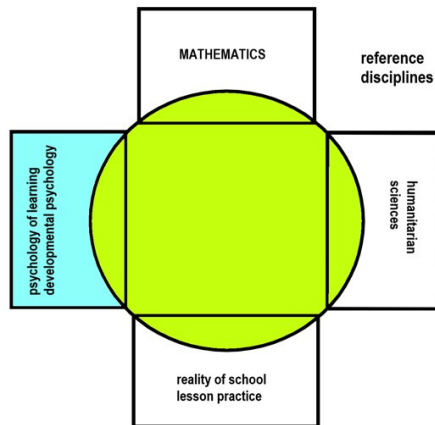 MATHEMATICS
reference
disciplines
psychology of learning
developmental psychology
humanitarian
sciences
reality of school
lesson practice